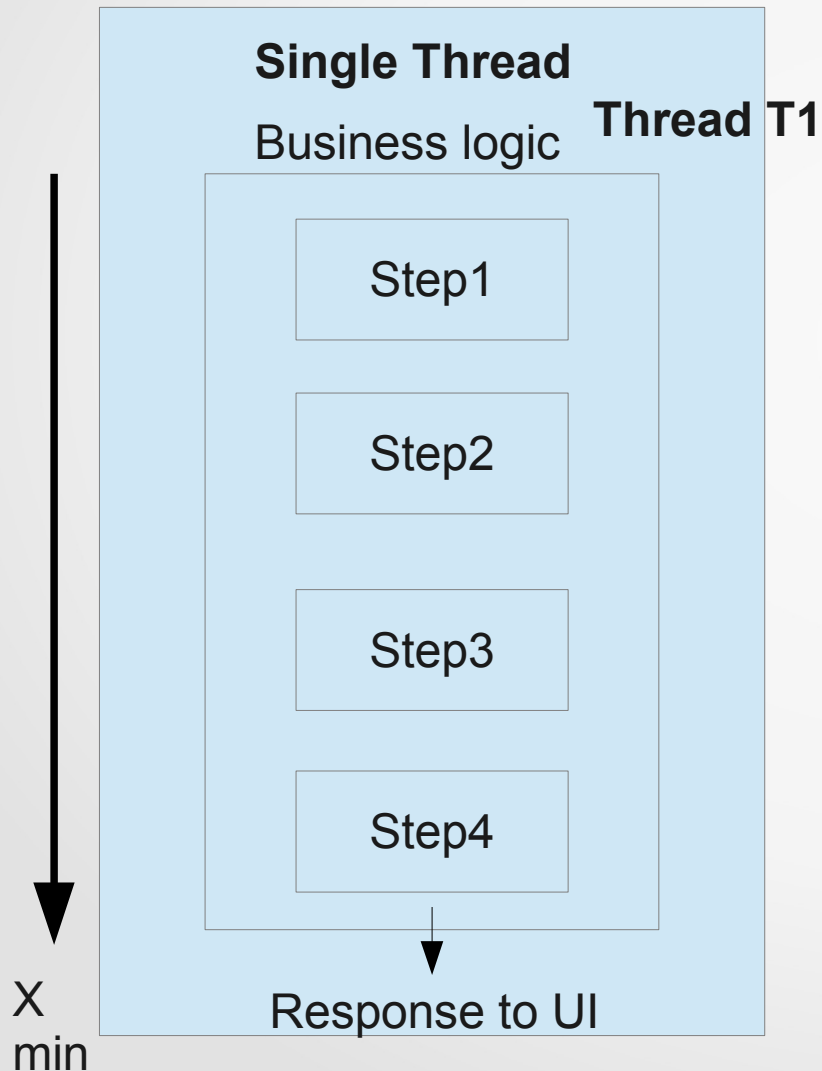 Single Thread
Thread T1
Business logic
Step1
Step2
Step3
Step4
Response to UI
X
min